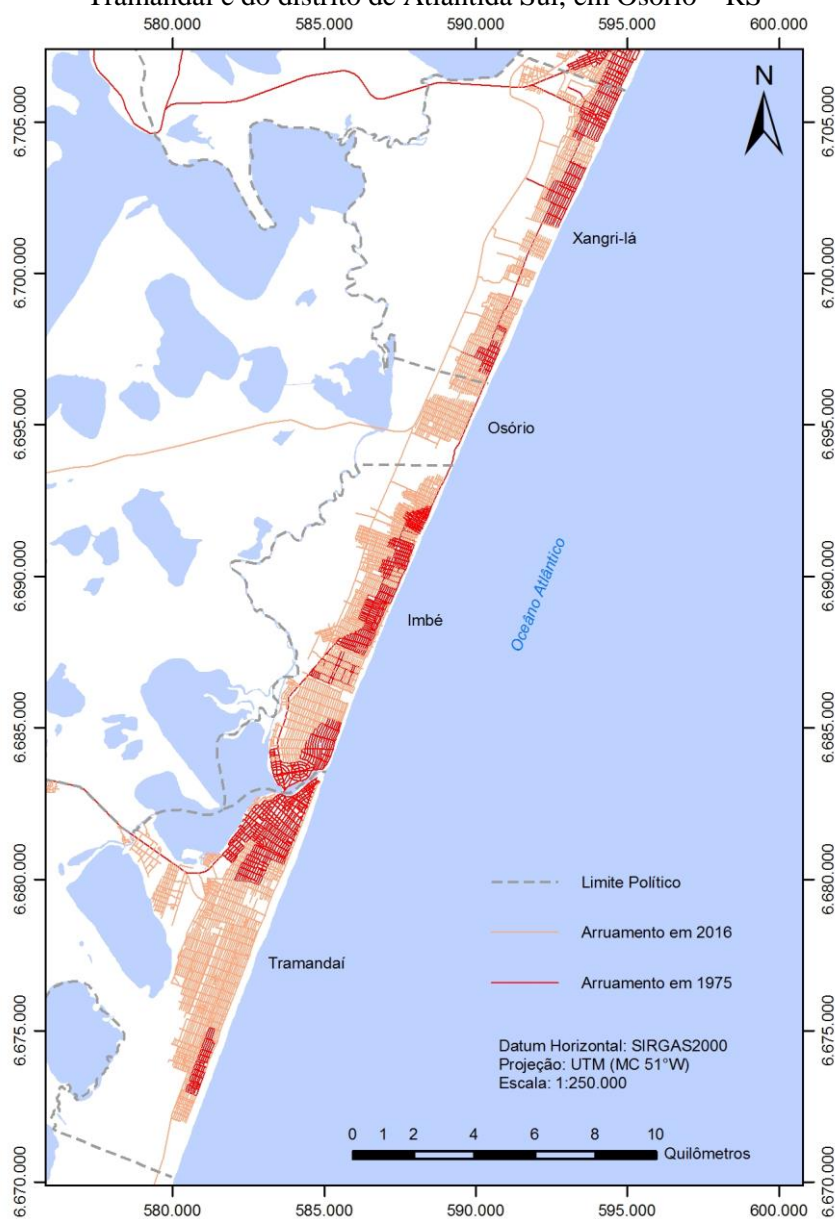 Tramandaí e do distrito de Atlântida Sul, em Osório – RS
580.000 585.000 590.000 595.000 600.000
6.705.000
6.700.000
6.695.000
6.690.000
6.685.000
6.680.000
6.675.000
6.670.000
N
Xangri-lá
Osório
Imbé
Oceâno Atlântico
Tramandaí
Limite Político
Arruamento em 2016
Arruamento em 1975
Datum Horizontal: SIRGAS2000
Projeção: UTM (MC 51°W)
Escala: 1:250.000
0 1 2 4 6 8 10
Quilômetros
6.705.000
6.700.000
6.695.000
6.690.000
6.685.000
6.680.000
6.675.000
6.670.000
580.000 585.000 590.000 595.000 600.000